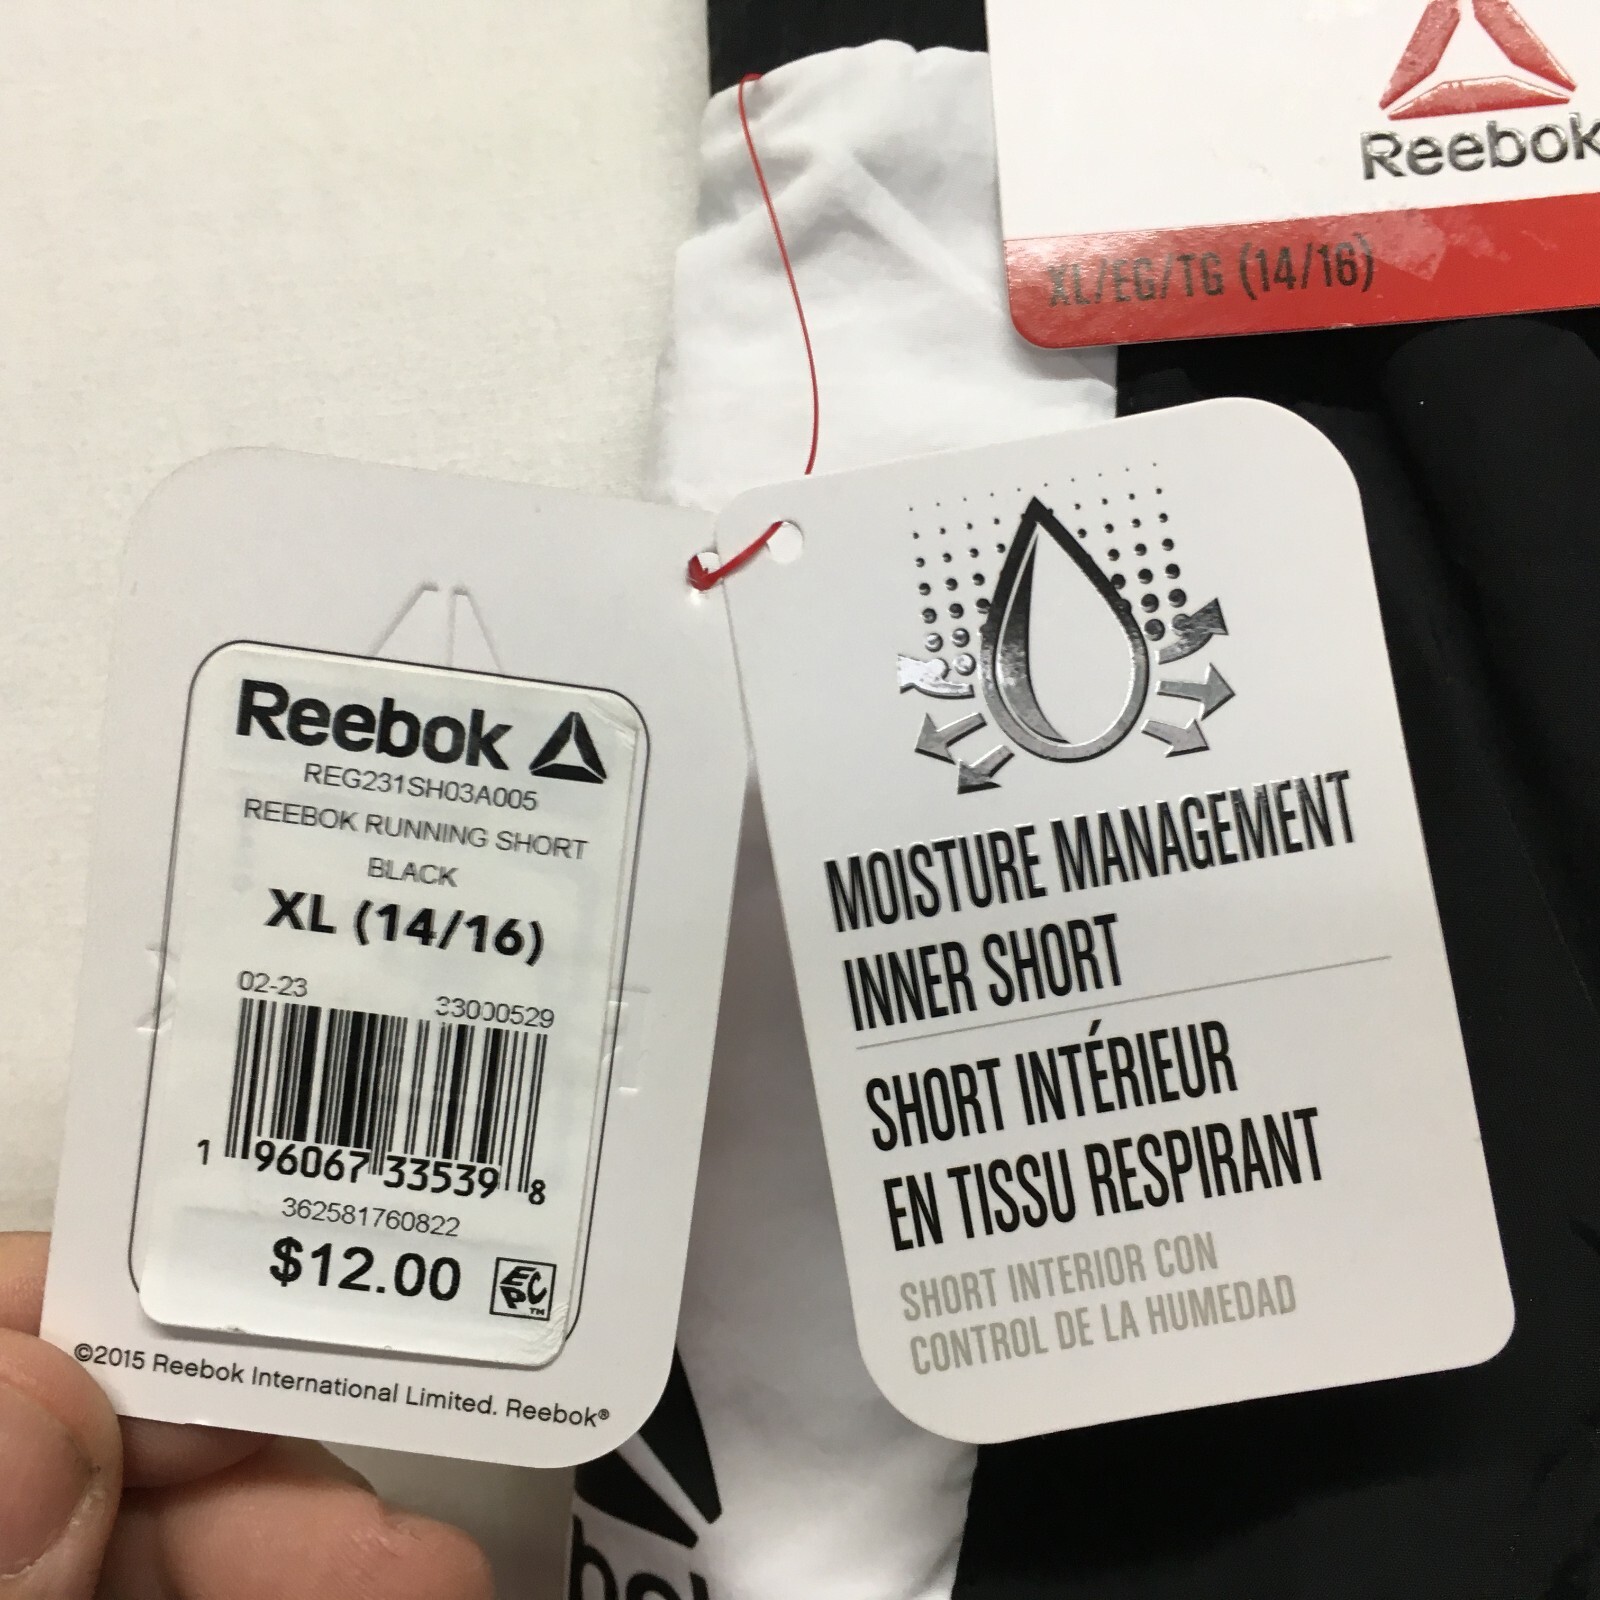 Reebok
XL/EG/TG (14/16)
Reebok
REG231SH03A005
REEBOK RUNNING SHORT
BLACK
XL (14/16)
02-23
33000529
1 96067 33539 8
362581760822
$12.00
EPC™
©2015 Reebok International Limited. Reebok®
MOISTURE MANAGEMENT
INNER SHORT
SHORT INTÉRIEUR
EN TISSU RESPIRANT
SHORT INTERIOR CON
CONTROL DE LA HUMEDAD